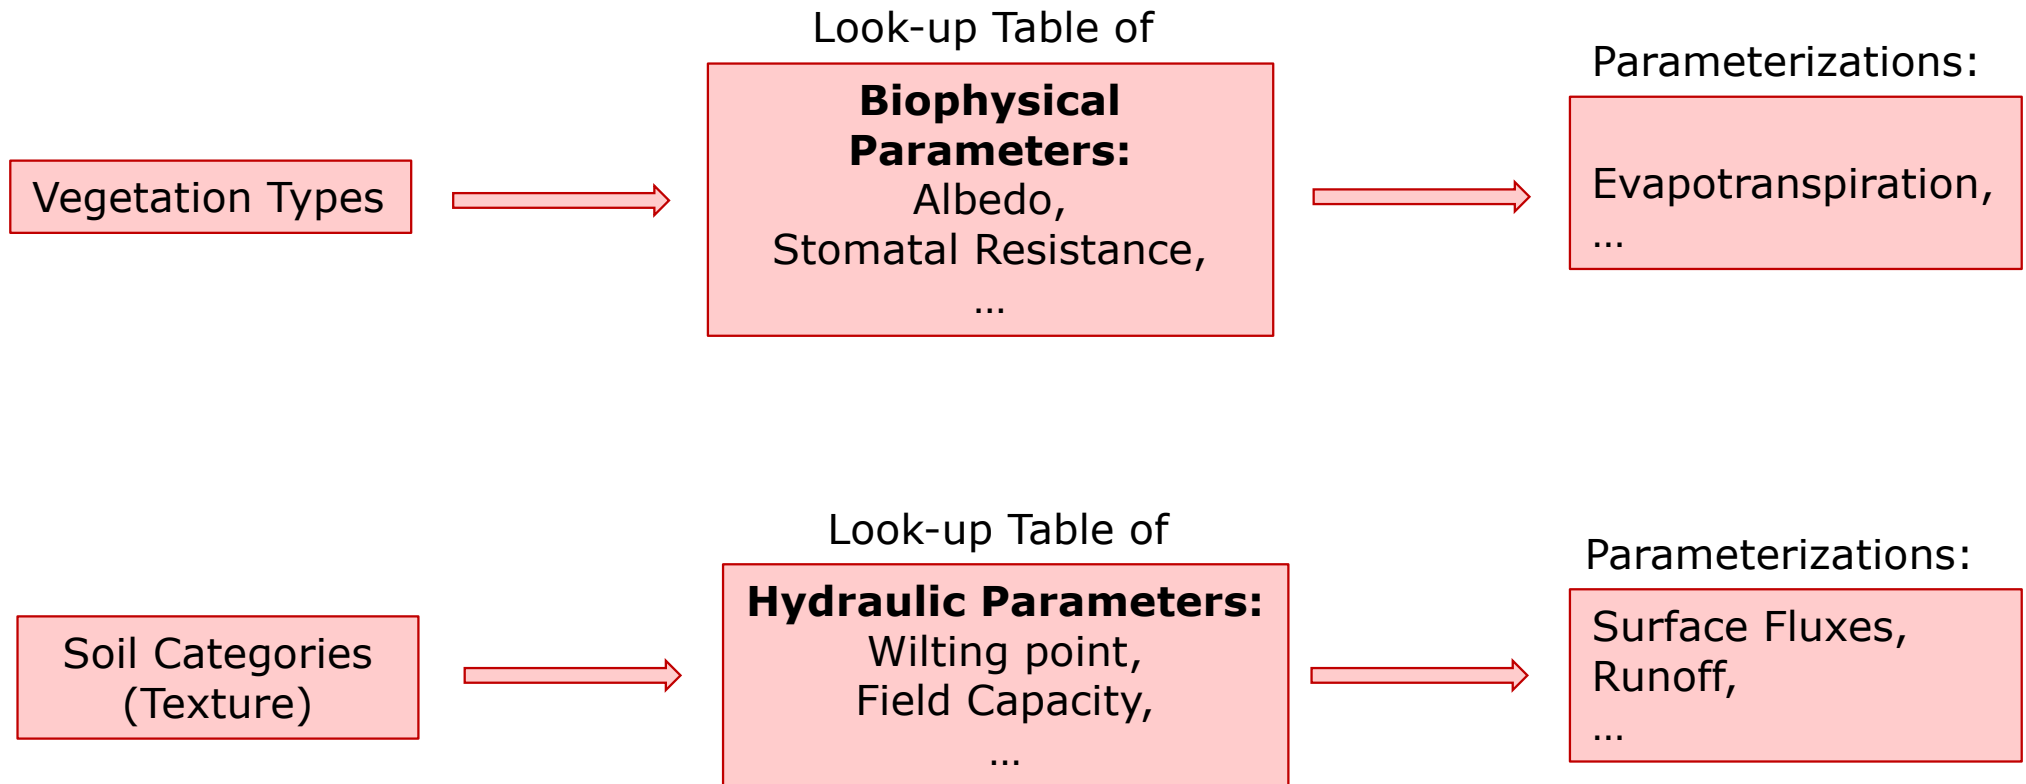 Vegetation Types
Look-up Table of
Biophysical
Parameters:
Albedo,
Stomatal Resistance,
…
Parameterizations:
Evapotranspiration,
…
Soil Categories
(Texture)
Look-up Table of
Hydraulic Parameters:
Wilting point,
Field Capacity,
…
Parameterizations:
Surface Fluxes,
Runoff,
…